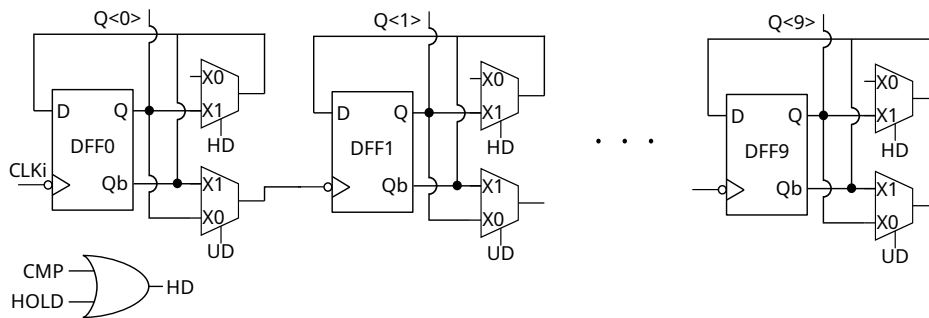 Q<0>
Q<1>
Q<9>
X0
X0
X0
D
Q
X1
D
Q
X1
D
Q
X1
DFF0
HD
DFF1
HD
DFF9
HD
CLKi
Qb
X1
Qb
X1
Qb
X1
X0
X0
X0
UD
UD
UD
CMP
HD
HOLD